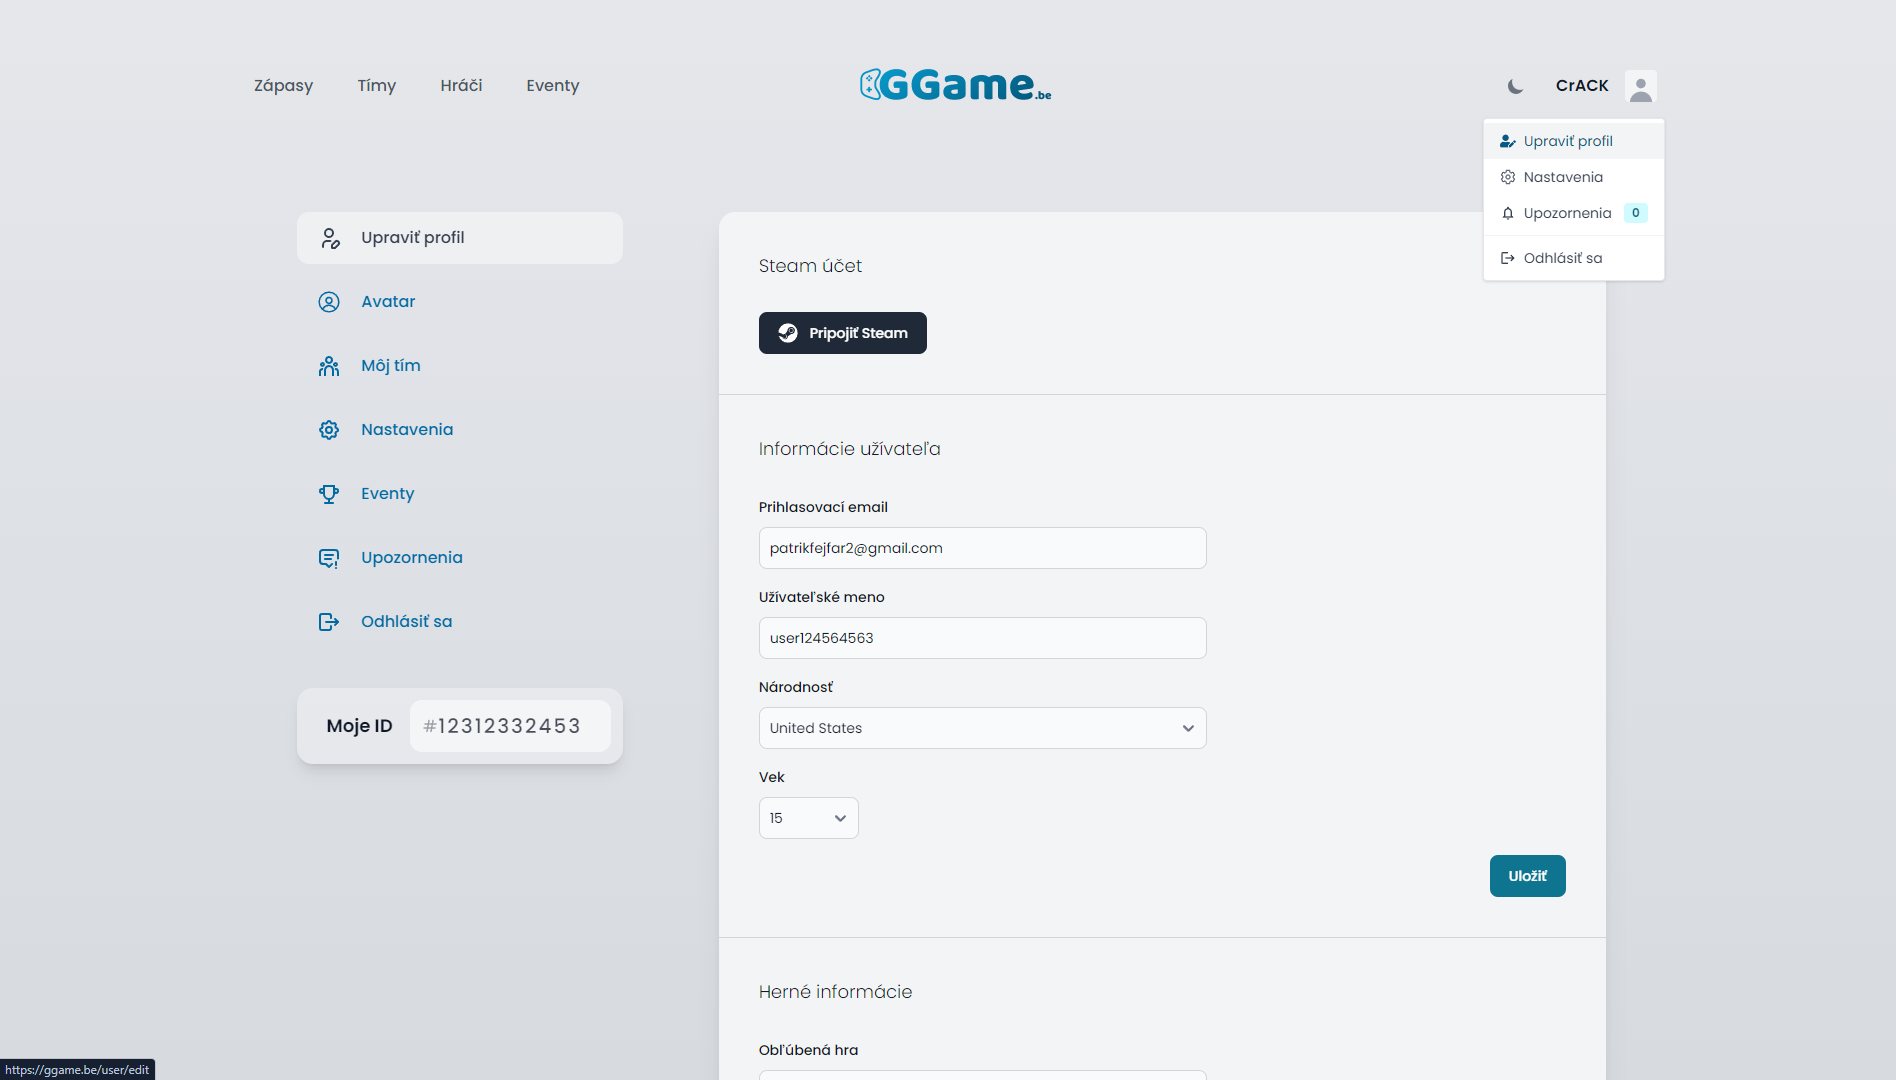 Zápasy
Tímy
Hráči
Eventy
GGame.be
CrACK
Upraviť profil
Nastavenia
Upozornenia 0
Odhlásiť sa
Upraviť profil
Avatar
Môj tím
Nastavenia
Eventy
Upozornenia
Odhlásiť sa
Moje ID #12312332453
Steam účet
Pripojiť Steam
Informácie užívateľa
Prihlasovací email
patrikfejfar2@gmail.com
Užívateľské meno
user124564563
Národnosť
United States
Vek
15
Uložiť
Herné informácie
Obľúbená hra
https://ggame.be/user/edit